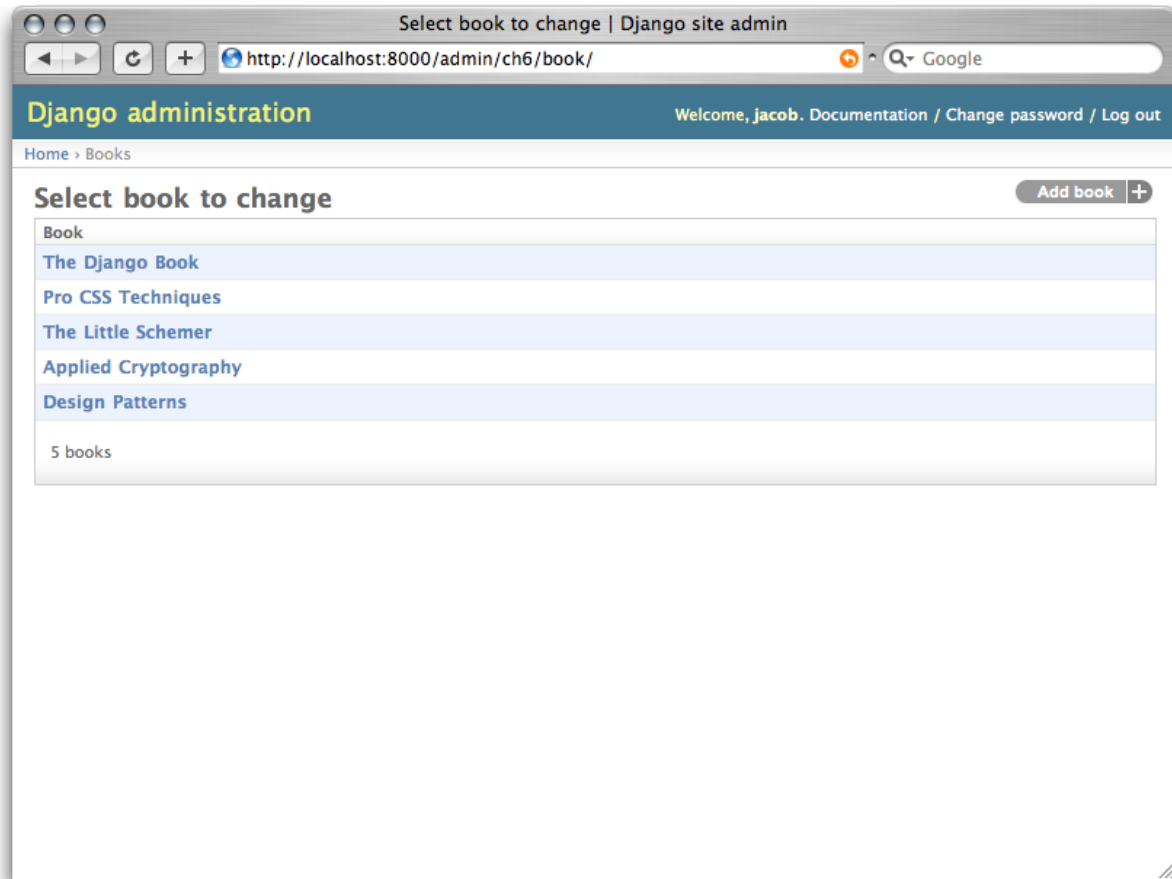 Select book to change | Django site admin
http://localhost:8000/admin/ch6/book/ Google
Django administration Welcome, jacob. Documentation / Change password / Log out
Home › Books
Select book to change Add book +
Book
The Django Book
Pro CSS Techniques
The Little Schemer
Applied Cryptography
Design Patterns
5 books